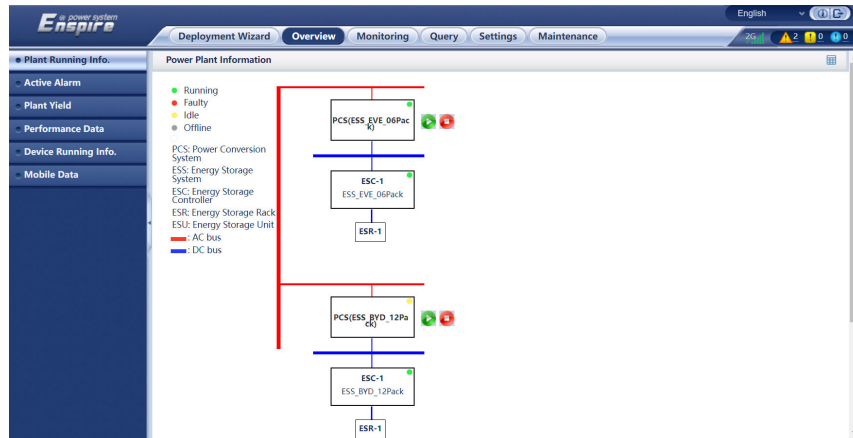 English
Enspire
e power system
Deployment Wizard
Overview
Monitoring
Query
Settings
Maintenance
2G
2
0
0
Plant Running Info.
Active Alarm
Plant Yield
Performance Data
Device Running Info.
Mobile Data
Power Plant Information
Running
Faulty
Idle
Offline
PCS: Power Conversion
System
ESS: Energy Storage
System
ESC: Energy Storage
Controller
ESR: Energy Storage Rack
ESU: Energy Storage Unit
: AC bus
: DC bus
PCS(ESS_EVE_06Pac
k)
ESC-1
ESS_EVE_06Pack
ESR-1
PCS(ESS_BYD_12Pa
ck)
ESC-1
ESS_BYD_12Pack
ESR-1